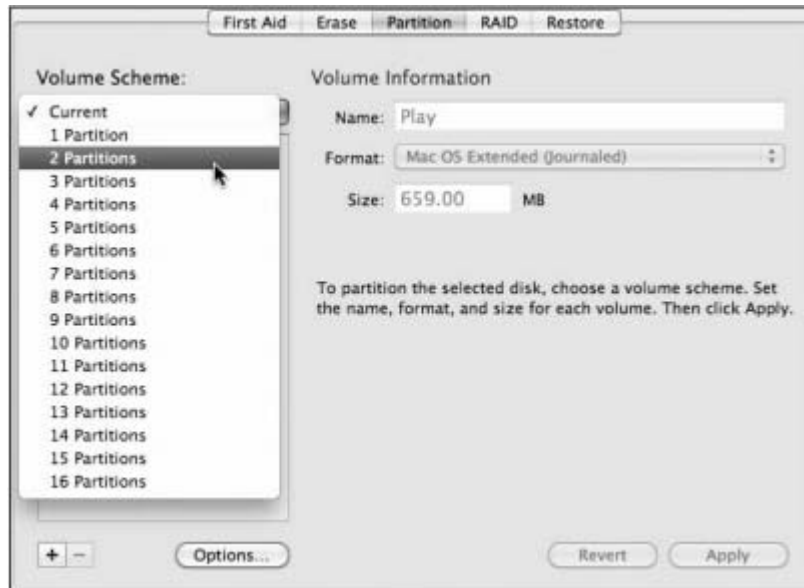 First Aid Erase Partition RAID Restore
Volume Scheme:
✓ Current
1 Partition
2 Partitions
3 Partitions
4 Partitions
5 Partitions
6 Partitions
7 Partitions
8 Partitions
9 Partitions
10 Partitions
11 Partitions
12 Partitions
13 Partitions
14 Partitions
15 Partitions
16 Partitions
+ − Options...
Volume Information
Name: Play
Format: Mac OS Extended (Journaled)
Size: 659.00 MB
To partition the selected disk, choose a volume scheme. Set
the name, format, and size for each volume. Then click Apply.
Revert Apply